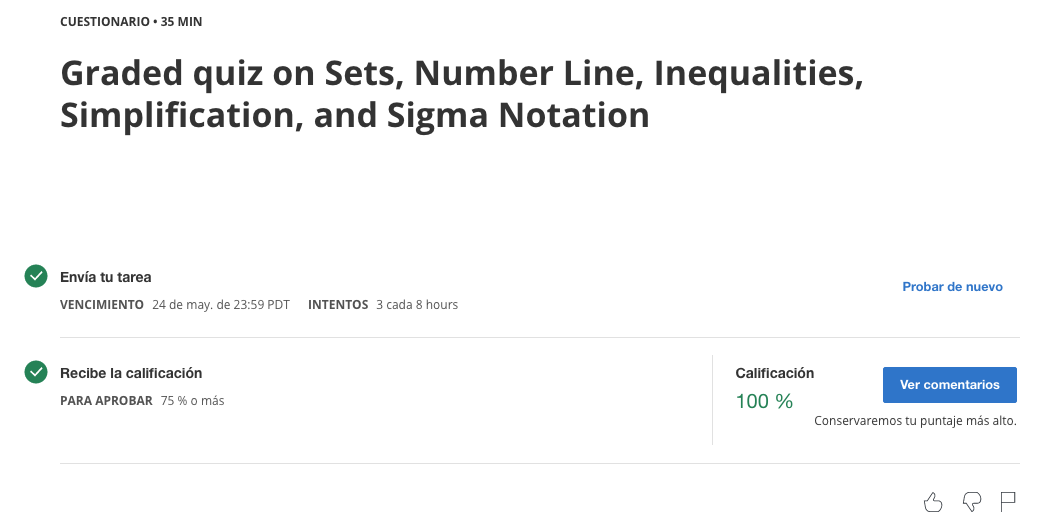 CUESTIONARIO • 35 MIN
Graded quiz on Sets, Number Line, Inequalities,
Simplification, and Sigma Notation
Envía tu tarea
VENCIMIENTO 24 de may. de 23:59 PDT INTENTOS 3 cada 8 hours
Probar de nuevo
Recibe la calificación
PARA APROBAR 75 % o más
Calificación
100 %
Ver comentarios
Conservaremos tu puntaje más alto.